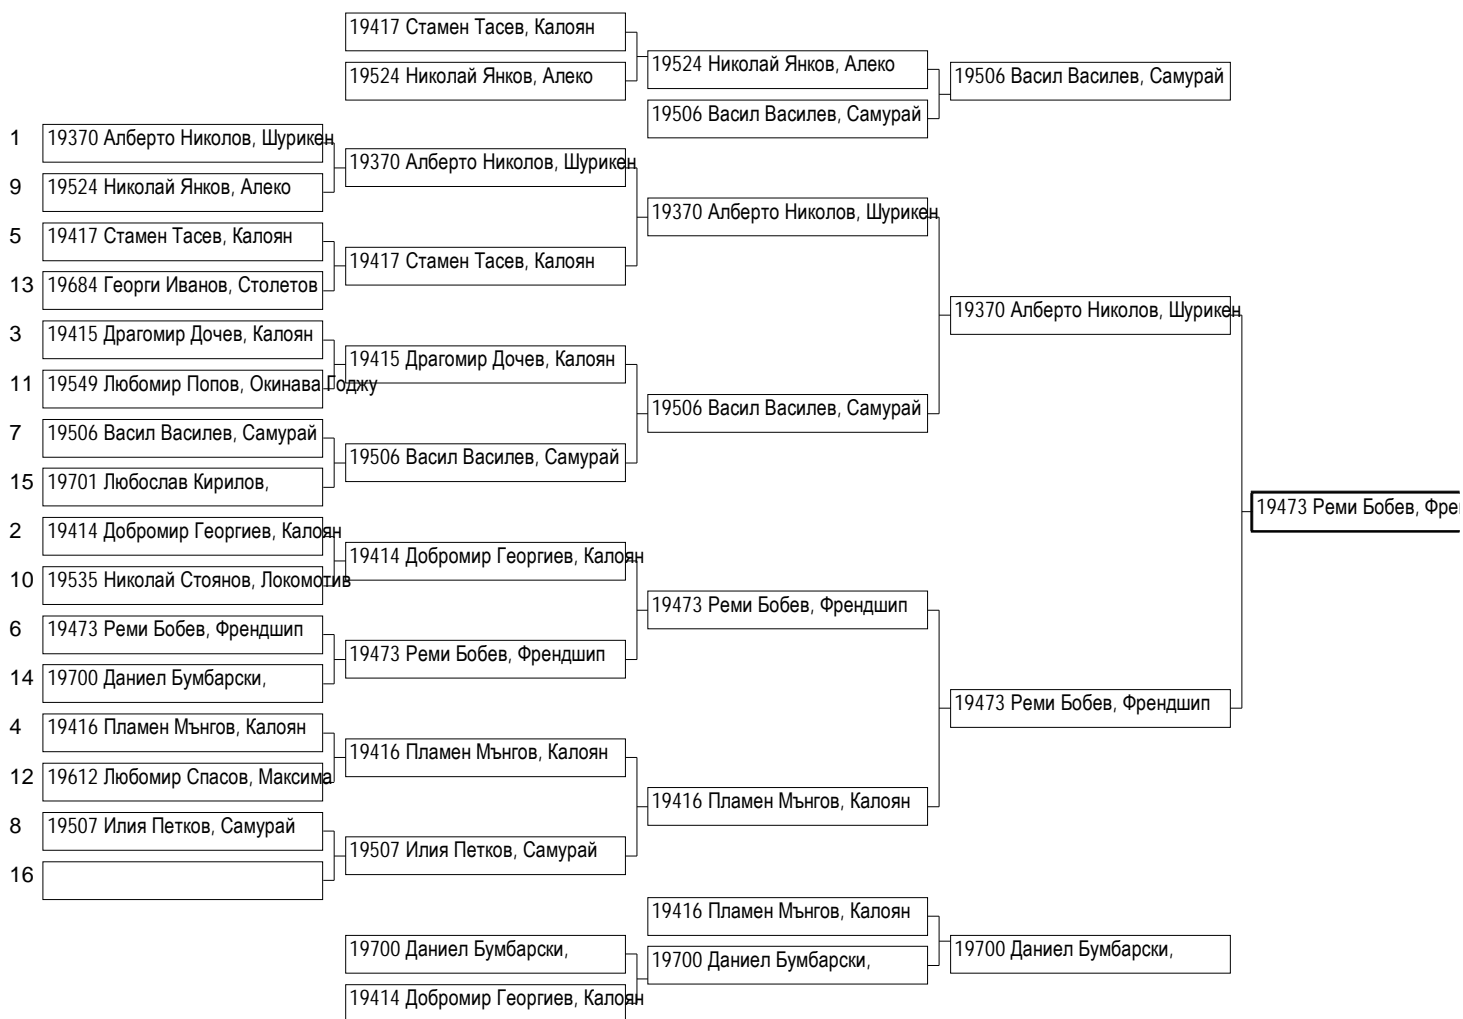 19417 Стамен Тасев, Калоян
19524 Николай Янков, Алеко
19524 Николай Янков, Алеко
19506 Васил Василев, Самурай
19506 Васил Василев, Самурай
1 19370 Алберто Николов, Шурикен
9 19524 Николай Янков, Алеко
5 19417 Стамен Тасев, Калоян
13 19684 Георги Иванов, Столетов
3 19415 Драгомир Дочев, Калоян
11 19549 Любомир Попов, Окинава Годжу
7 19506 Васил Василев, Самурай
15 19701 Любослав Кирилов,
2 19414 Добромир Георгиев, Калоян
10 19535 Николай Стоянов, Локомотив
6 19473 Реми Бобев, Френдшип
14 19700 Даниел Бумбарски,
4 19416 Пламен Мънгов, Калоян
12 19612 Любомир Спасов, Максима
8 19507 Илия Петков, Самурай
16
19370 Алберто Николов, Шурикен
19417 Стамен Тасев, Калоян
19415 Драгомир Дочев, Калоян
19506 Васил Василев, Самурай
19414 Добромир Георгиев, Калоян
19473 Реми Бобев, Френдшип
19416 Пламен Мънгов, Калоян
19507 Илия Петков, Самурай
19370 Алберто Николов, Шурикен
19506 Васил Василев, Самурай
19473 Реми Бобев, Френдшип
19416 Пламен Мънгов, Калоян
19370 Алберто Николов, Шурикен
19473 Реми Бобев, Френдшип
19473 Реми Бобев, Фре
19700 Даниел Бумбарски,
19414 Добромир Георгиев, Калоян
19416 Пламен Мънгов, Калоян
19700 Даниел Бумбарски,
19700 Даниел Бумбарски,